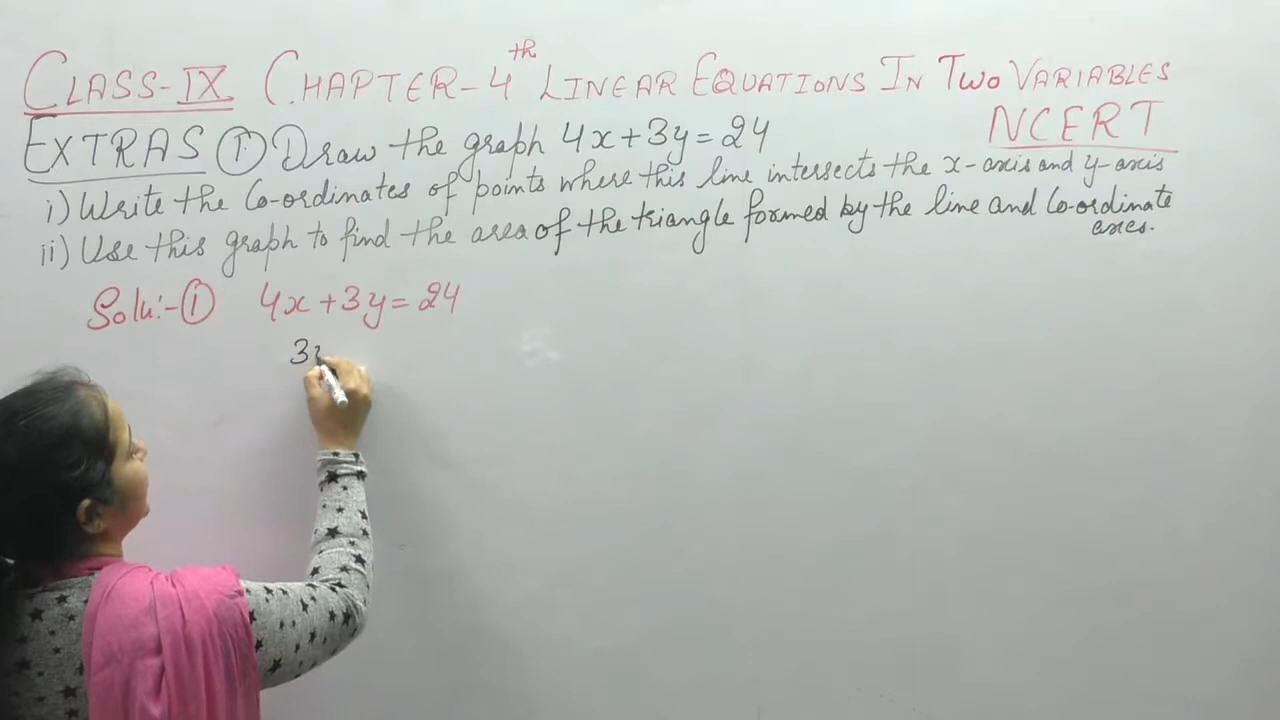 CLASS-IX CHAPTER-4th LINEAR EQUATIONS IN TWO VARIABLES
NCERT
EXTRAS ① Draw the graph 4x+3y=24
i) Write the Co-ordinates of points where this line intersects the x-axis and y-axis
ii) Use this graph to find the area of the triangle formed by the line and Co-ordinate
axes.
Soln:-① 4x+3y=24
3